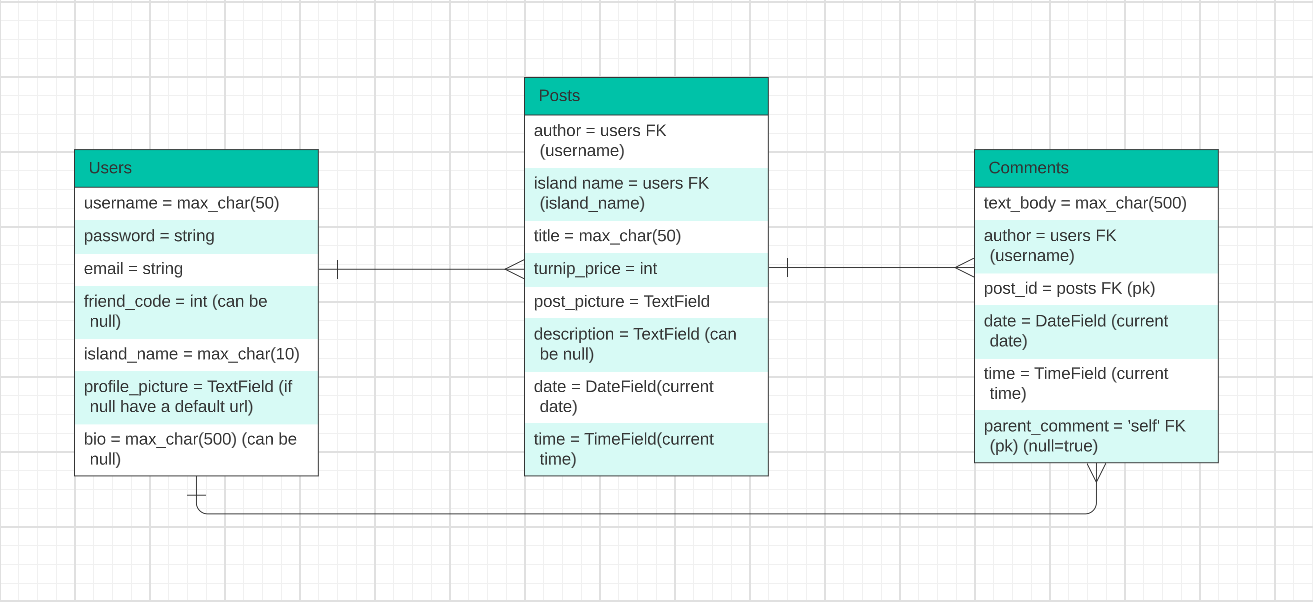 Users
username = max_char(50)
password = string
email = string
friend_code = int (can be
null)
island_name = max_char(10)
profile_picture = TextField (if
null have a default url)
bio = max_char(500) (can be
null)
Posts
author = users FK
(username)
island name = users FK
(island_name)
title = max_char(50)
turnip_price = int
post_picture = TextField
description = TextField (can
be null)
date = DateField(current
date)
time = TimeField(current
time)
Comments
text_body = max_char(500)
author = users FK
(username)
post_id = posts FK (pk)
date = DateField (current
date)
time = TimeField (current
time)
parent_comment = 'self' FK
(pk) (null=true)